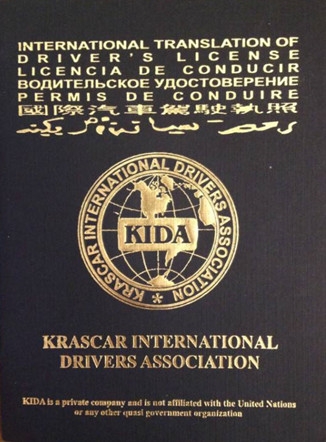 INTERNATIONAL TRANSLATION OF
DRIVER'S LICENSE
LICENCIA DE CONDUCIR
ВОДИТЕЛЬСКОЕ УДОСТОВЕРЕНИЕ
PERMIS DE CONDUIRE
國際汽車駕駛執照
KRASCAR INTERNATIONAL DRIVERS ASSOCIATION
KIDA
KRASCAR INTERNATIONAL
DRIVERS ASSOCIATION
KIDA is a private company and is not affiliated with the United Nations
or any other quasi government organization